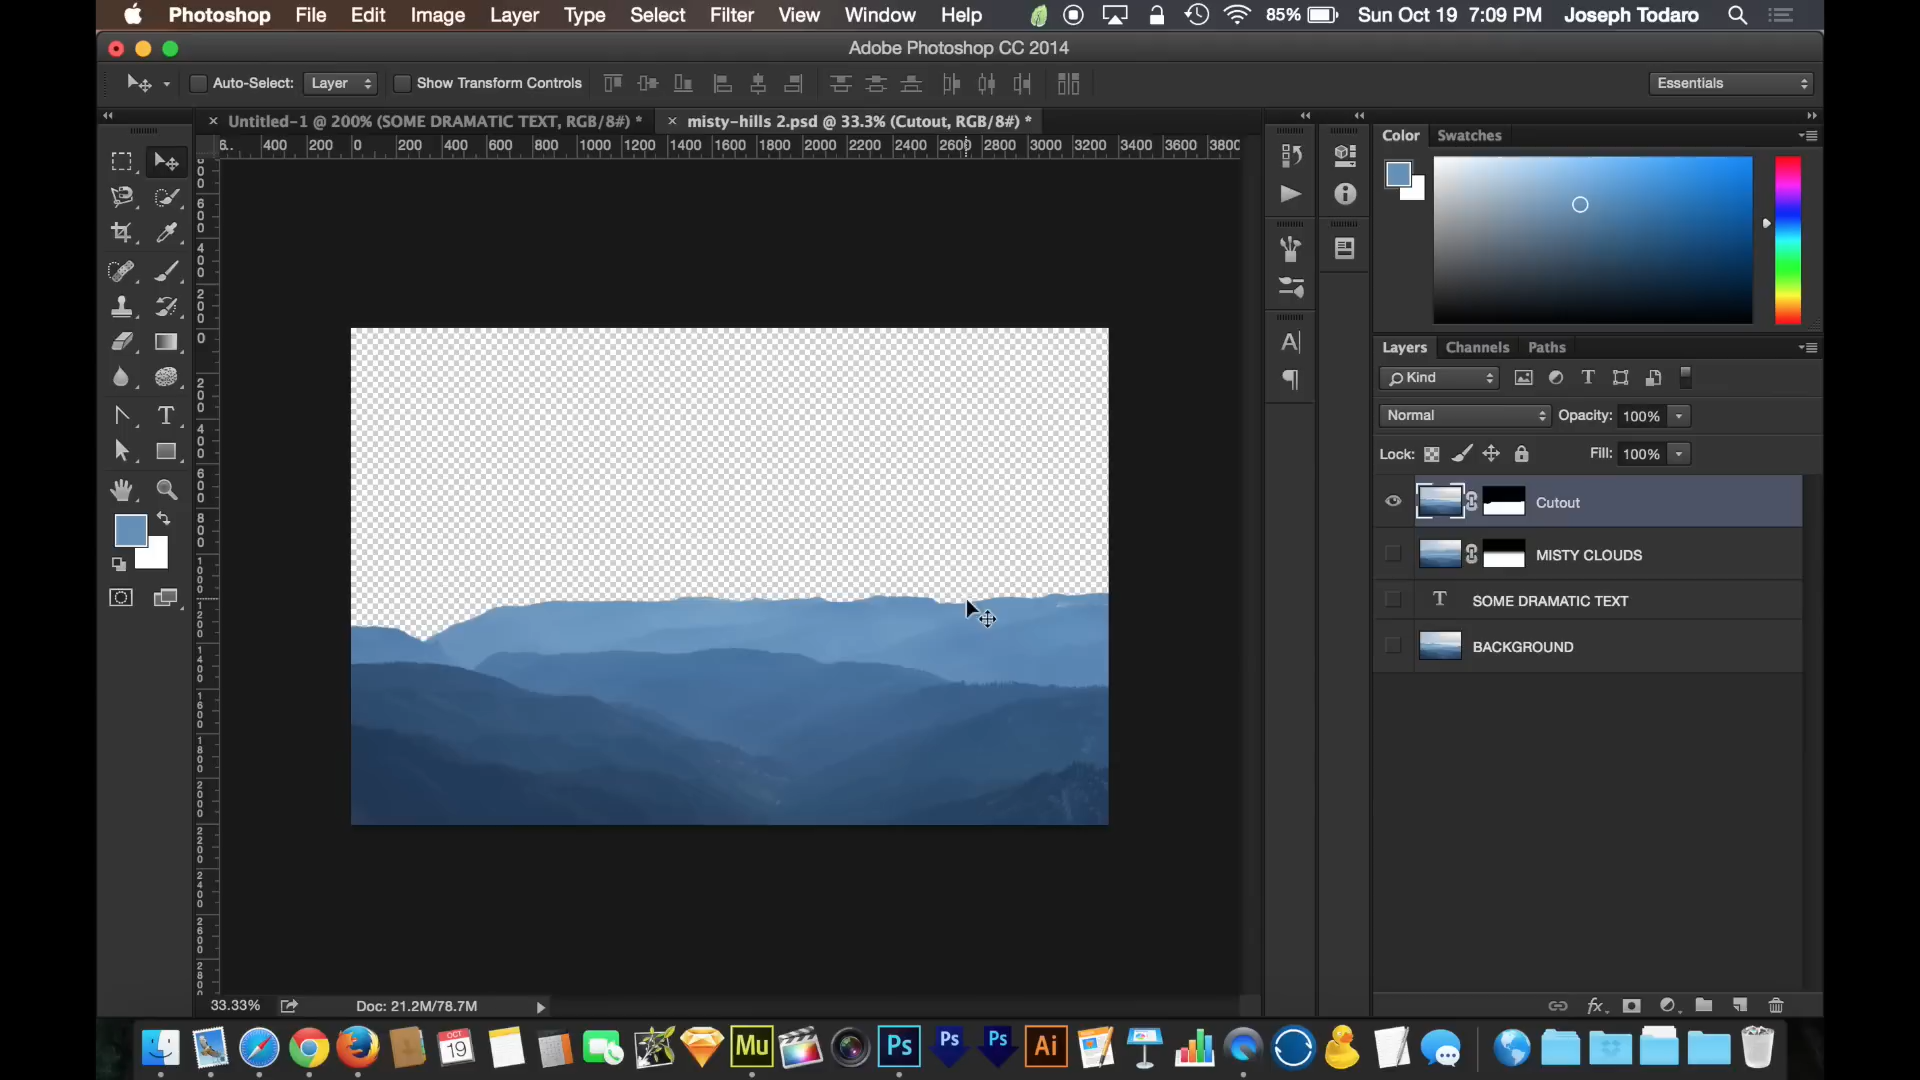 Photoshop File Edit Image Layer Type Select Filter View Window Help 85% Sun Oct 19 7:09 PM Joseph Todaro
Adobe Photoshop CC 2014
Auto-Select: Layer Show Transform Controls Essentials
× Untitled-1 @ 200% (SOME DRAMATIC TEXT, RGB/8#) * × misty-hills 2.psd @ 33.3% (Cutout, RGB/8#) *
6.. 400 200 0 200 400 600 800 1000 1200 1400 1600 1800 2000 2200 2400 2600 2800 3000 3200 3400 3600 3800
Color Swatches
Layers Channels Paths
Kind
Normal Opacity: 100%
Lock: Fill: 100%
Cutout
MISTY CLOUDS
T SOME DRAMATIC TEXT
BACKGROUND
33.33% Doc: 21.2M/78.7M
fx
OCT
19
Mu
Ps
Ps
Ps
Ai